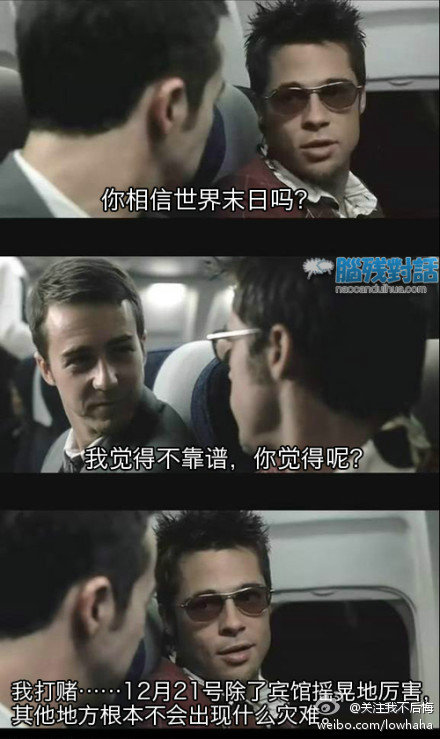 你相信世界末日吗?
腦残對話
naocanduihua.com
我觉得不靠谱，你觉得呢?
我打赌……12月21号除了宾馆摇晃地厉害，
其他地方根本不会出现什么灾难。
@关注我不后悔
weibo.com/lowhaha